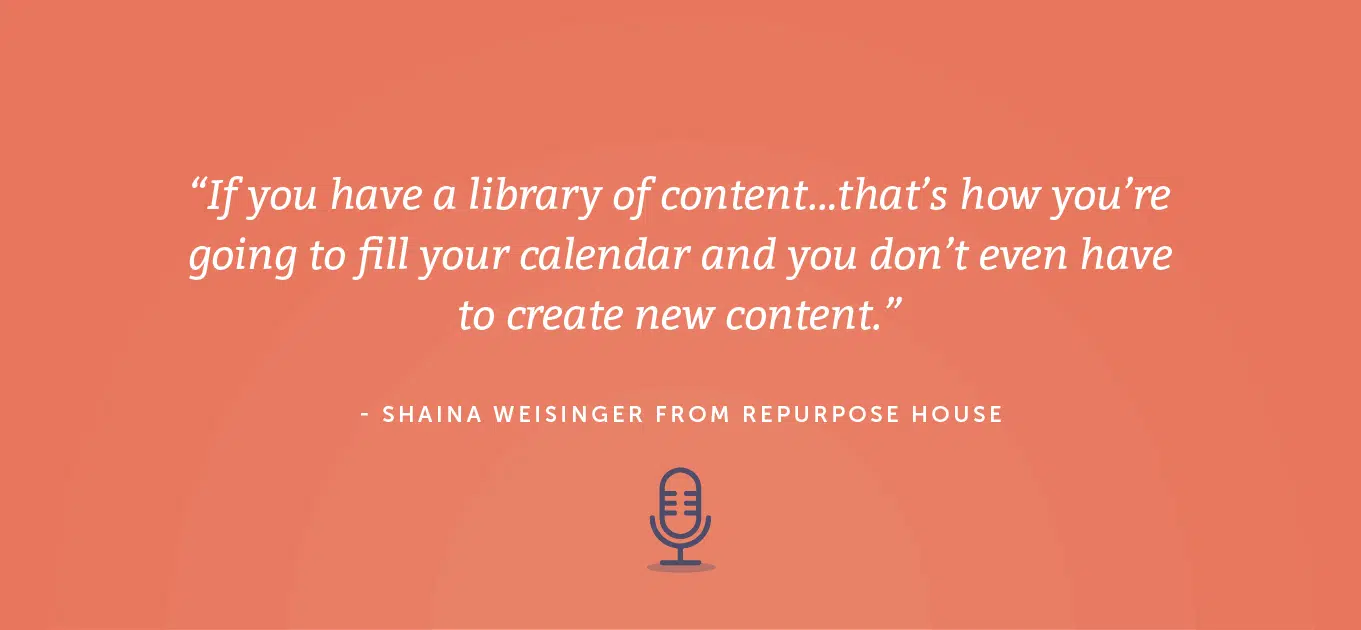 “If you have a library of content...that’s how you’re
going to fill your calendar and you don’t even have
to create new content.”
- SHAINA WEISINGER FROM REPURPOSE HOUSE